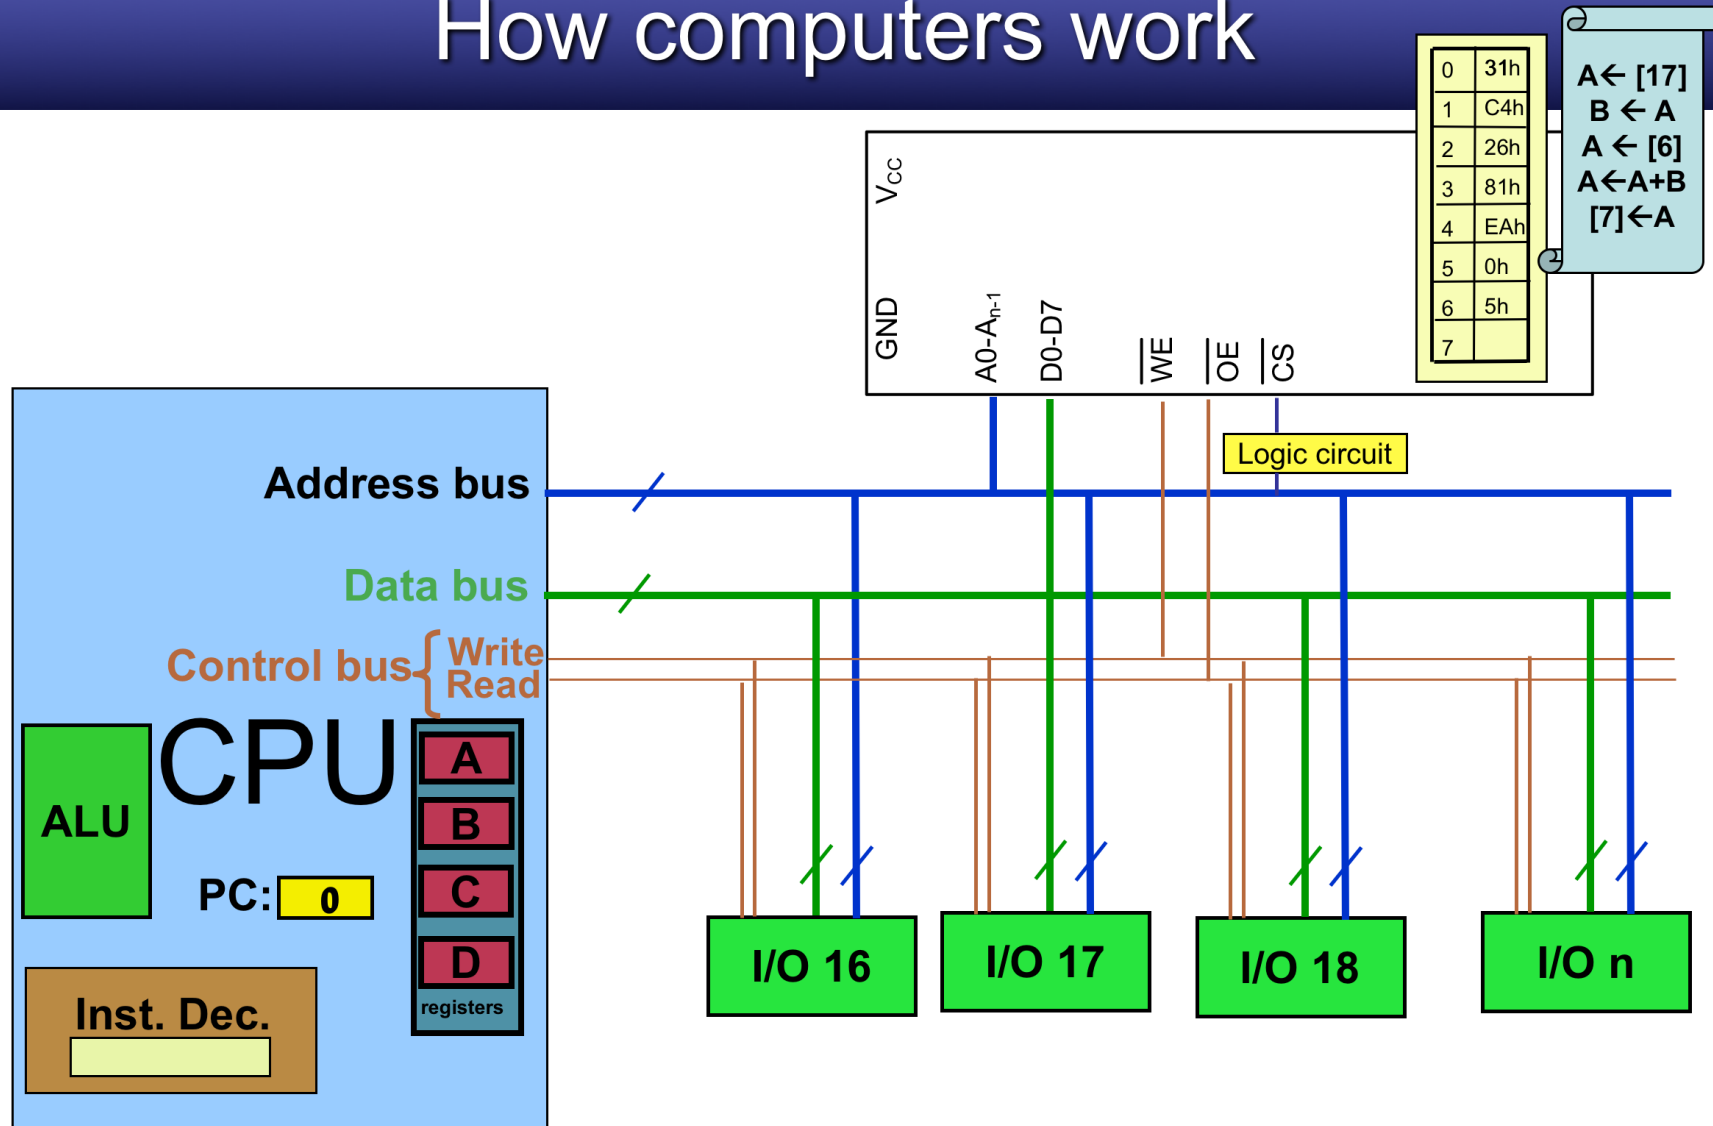 How computers work
0 31h
1 C4h
2 26h
3 81h
4 EAh
5 0h
6 5h
7
A← [17]
B ← A
A ← [6]
A←A+B
[7]←A
VCC
GND
A0-An-1
D0-D7
WE
OE
CS
Logic circuit
Address bus
Data bus
Control bus
Write
Read
CPU
ALU
PC: 0
A
B
C
D
registers
Inst. Dec.
I/O 16
I/O 17
I/O 18
I/O n